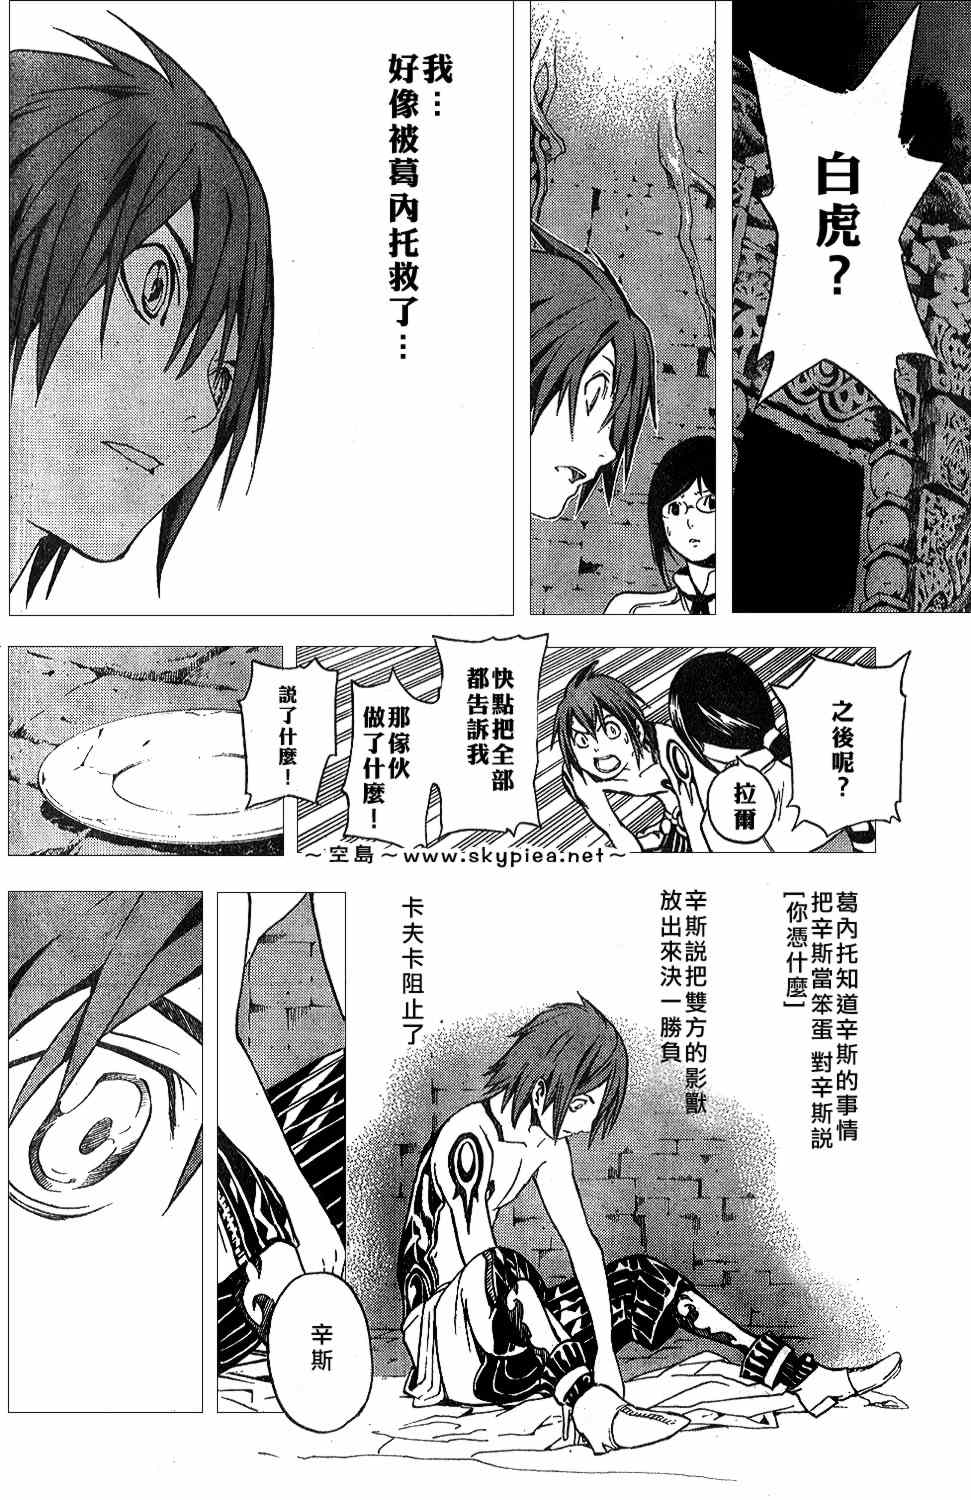 白虎？
我…
好像被葛內托救了…
之後呢？
拉爾
快點把全部
都告訴我
那傢伙
做了什麼！
説了什麼！
～空島～www.skypiea.net～
葛內托知道辛斯的事情
把辛斯當笨蛋 對辛斯説
［你憑什麼］
辛斯説把雙方的影獸
放出來決一勝負
卡夫卡阻止了
辛斯